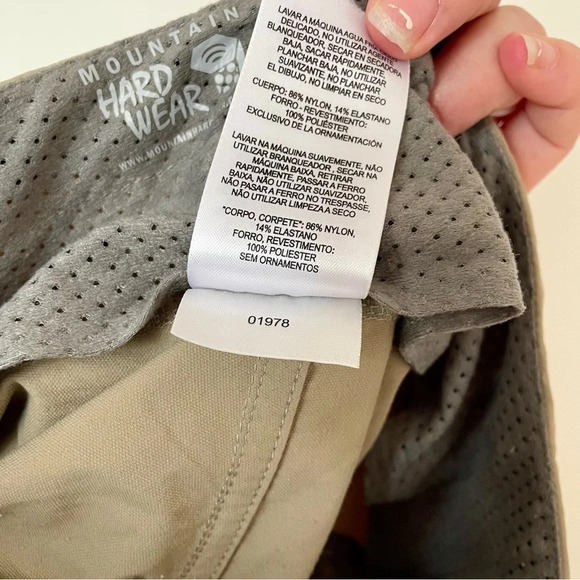 MOUNTAIN
HARD
WEAR
LAVAR A MÁQUINA AGUA FRÍA
DELICADO, NO UTILIZAR
BLANQUEADOR, SECAR EN SECADORA
BAJA, SACAR RÁPIDAMENTE,
PLANCHAR BAJA, NO UTILIZAR
SUAVIZANTE, NO PLANCHAR
EL DIBUJO, NO LIMPIAR EN SECO
CUERPO: 86% NYLON, 14% ELASTANO
FORRO - REVESTIMIENTO:
100% POLIÉSTER
EXCLUSIVO DE LA ORNAMENTACIÓN
LAVAR NA MÁQUINA SUAVEMENTE, NÃO
UTILIZAR BRANQUEADOR , SECAR NA
MÁQUINA BAIXA, RETIRAR
RAPIDAMENTE, PASSAR A FERRO
BAIXA, NÃO UTILIZAR SUAVIZADOR,
NÃO PASAR A FERRO NO TRESPASSE,
NÃO UTILIZAR LIMPEZA A SECO
"CORPO, CORPETE": 86% NYLON,
14% ELASTANO
FORRO, REVESTIMENTO:
100% POLIESTER
SEM ORNAMENTOS
01978